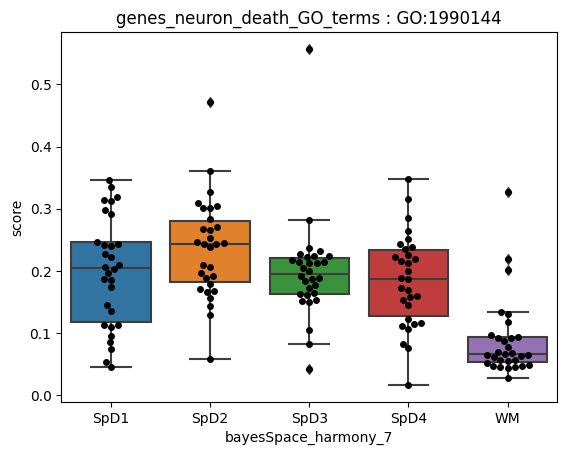 genes_neuron_death_GO_terms : GO:1990144
score
0.5
0.4
0.3
0.2
0.1
0.0
SpD1 SpD2 SpD3 SpD4 WM
bayesSpace_harmony_7